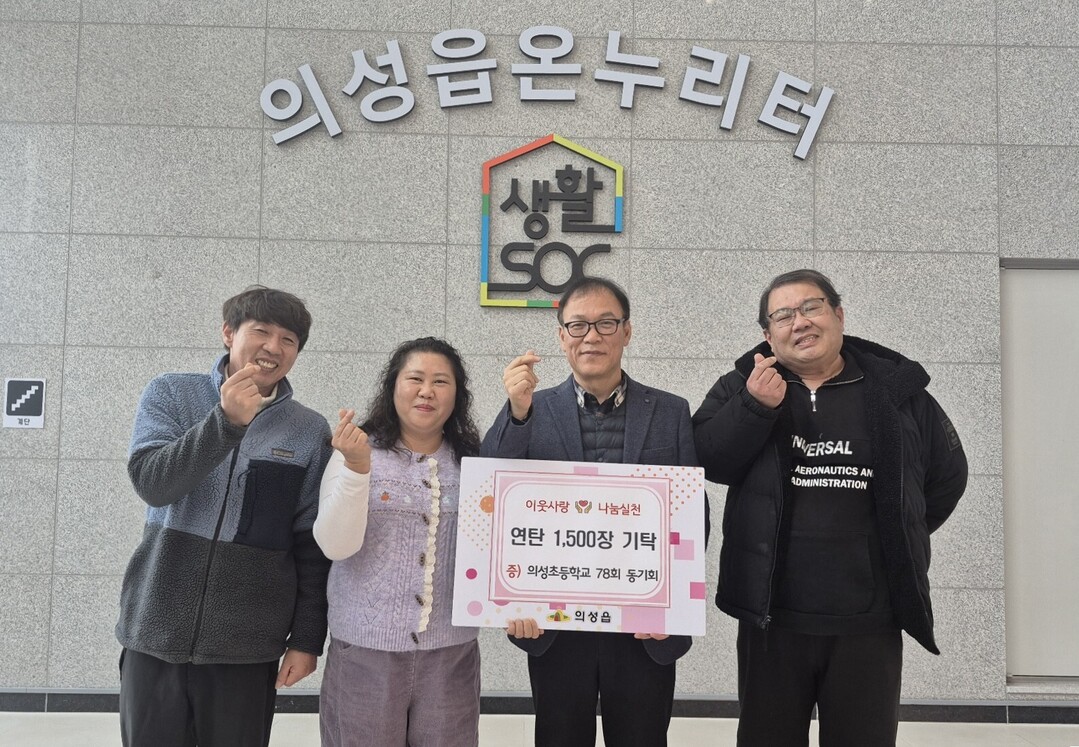 의성읍온누리터
생활
SOC
계단
이웃사랑 나눔실천
연탄 1,500장 기탁
증) 의성초등학교 78회 동기회
의성읍
VERSAL
AERONAUTICS AND
ADMINISTRATION